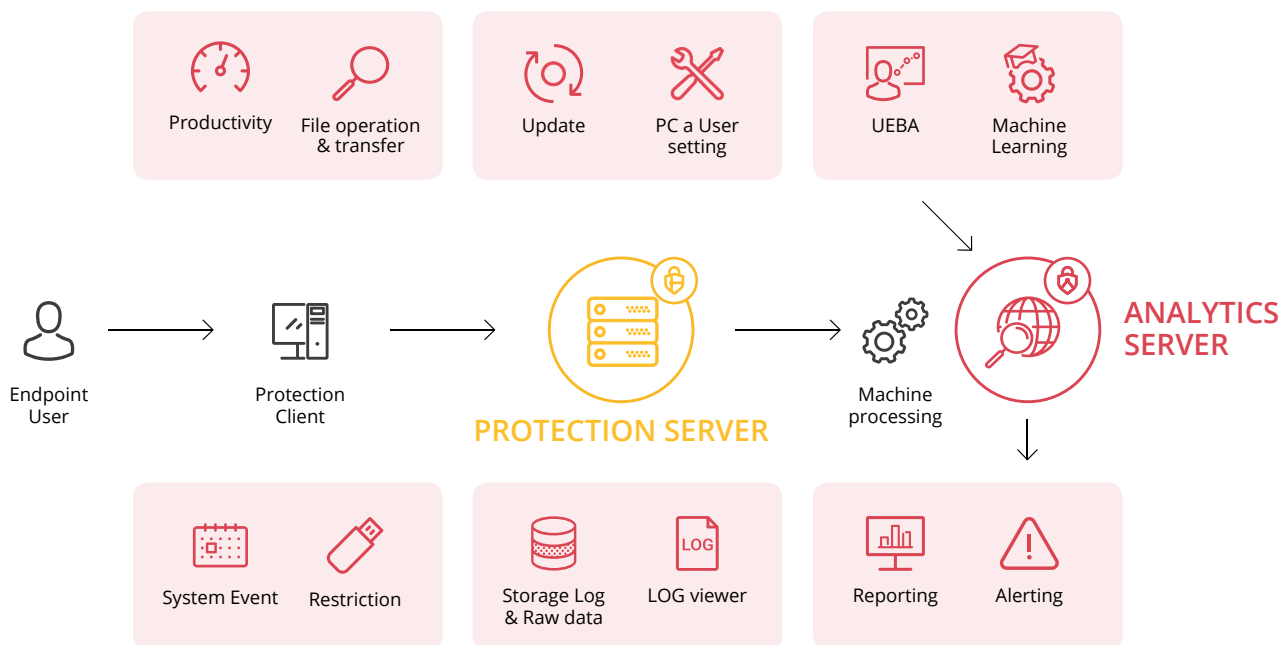 Productivity
File operation
& transfer
Update
PC a User
setting
UEBA
Machine
Learning
Endpoint
User
Protection
Client
PROTECTION SERVER
Machine
processing
ANALYTICS
SERVER
System Event
Restriction
Storage Log
& Raw data
LOG
LOG viewer
Reporting
Alerting